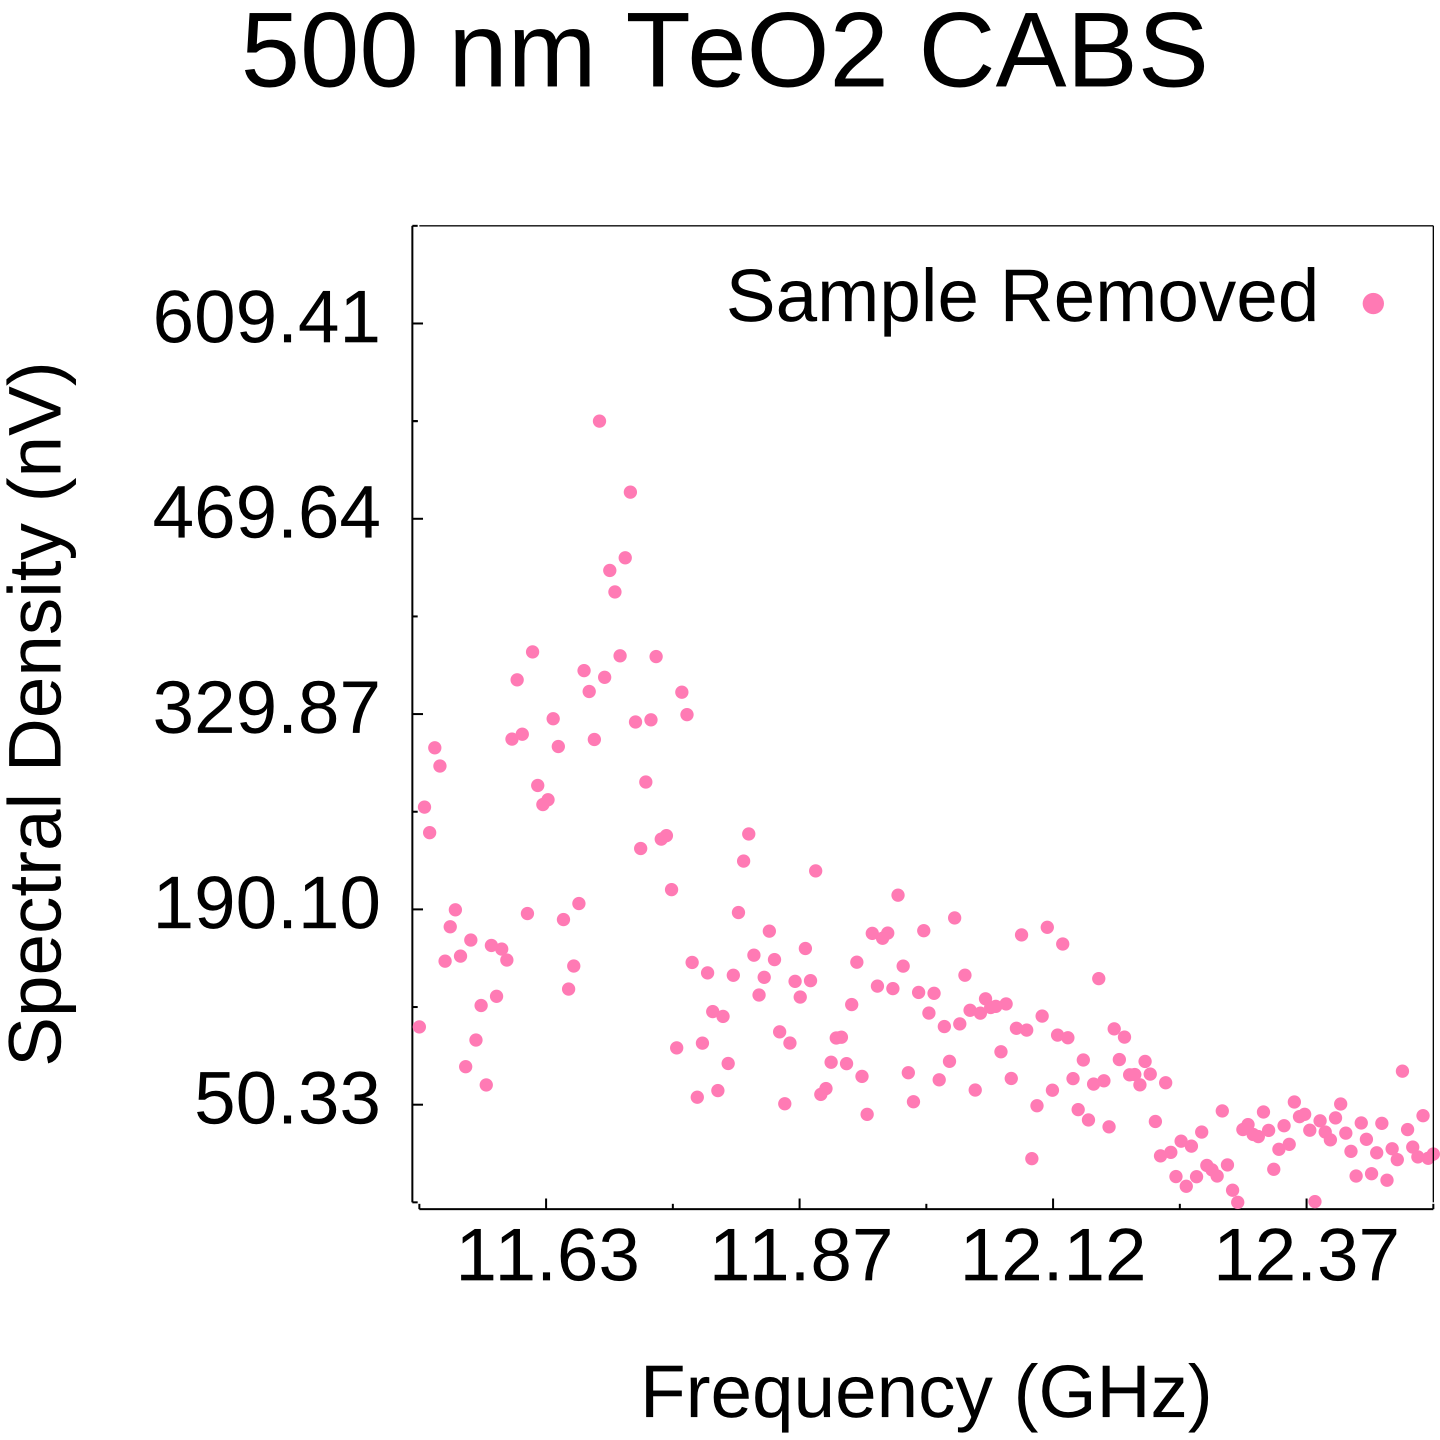 500 nm TeO2 CABS
Sample Removed
Spectral Density (nV)
609.41
469.64
329.87
190.10
50.33
11.63
11.87
12.12
12.37
Frequency (GHz)